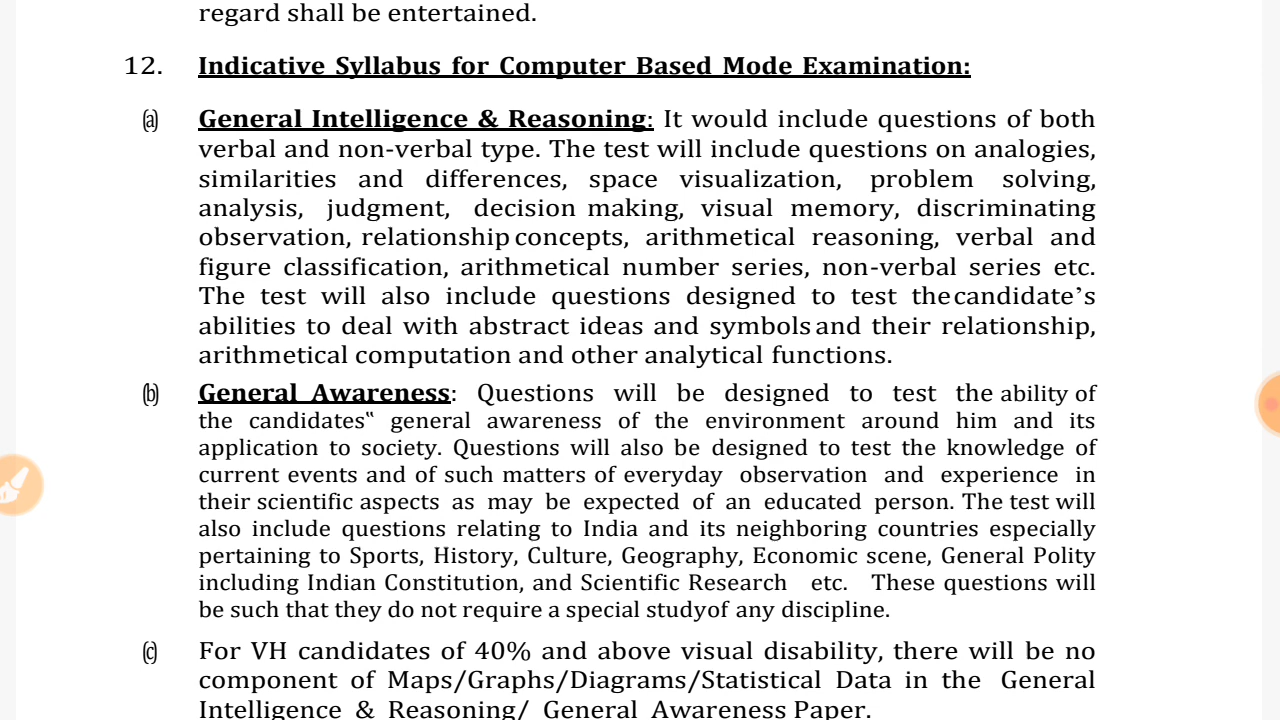 regard shall be entertained.
12. Indicative Syllabus for Computer Based Mode Examination:
(a) General Intelligence & Reasoning: It would include questions of both
verbal and non-verbal type. The test will include questions on analogies,
similarities and differences, space visualization, problem solving,
analysis, judgment, decision making, visual memory, discriminating
observation, relationship concepts, arithmetical reasoning, verbal and
figure classification, arithmetical number series, non-verbal series etc.
The test will also include questions designed to test thecandidate’s
abilities to deal with abstract ideas and symbols and their relationship,
arithmetical computation and other analytical functions.
(b) General Awareness: Questions will be designed to test the ability of
the candidates‟ general awareness of the environment around him and its
application to society. Questions will also be designed to test the knowledge of
current events and of such matters of everyday observation and experience in
their scientific aspects as may be expected of an educated person. The test will
also include questions relating to India and its neighboring countries especially
pertaining to Sports, History, Culture, Geography, Economic scene, General Polity
including Indian Constitution, and Scientific Research etc. These questions will
be such that they do not require a special studyof any discipline.
(c) For VH candidates of 40% and above visual disability, there will be no
component of Maps/Graphs/Diagrams/Statistical Data in the General
Intelligence & Reasoning/ General Awareness Paper.